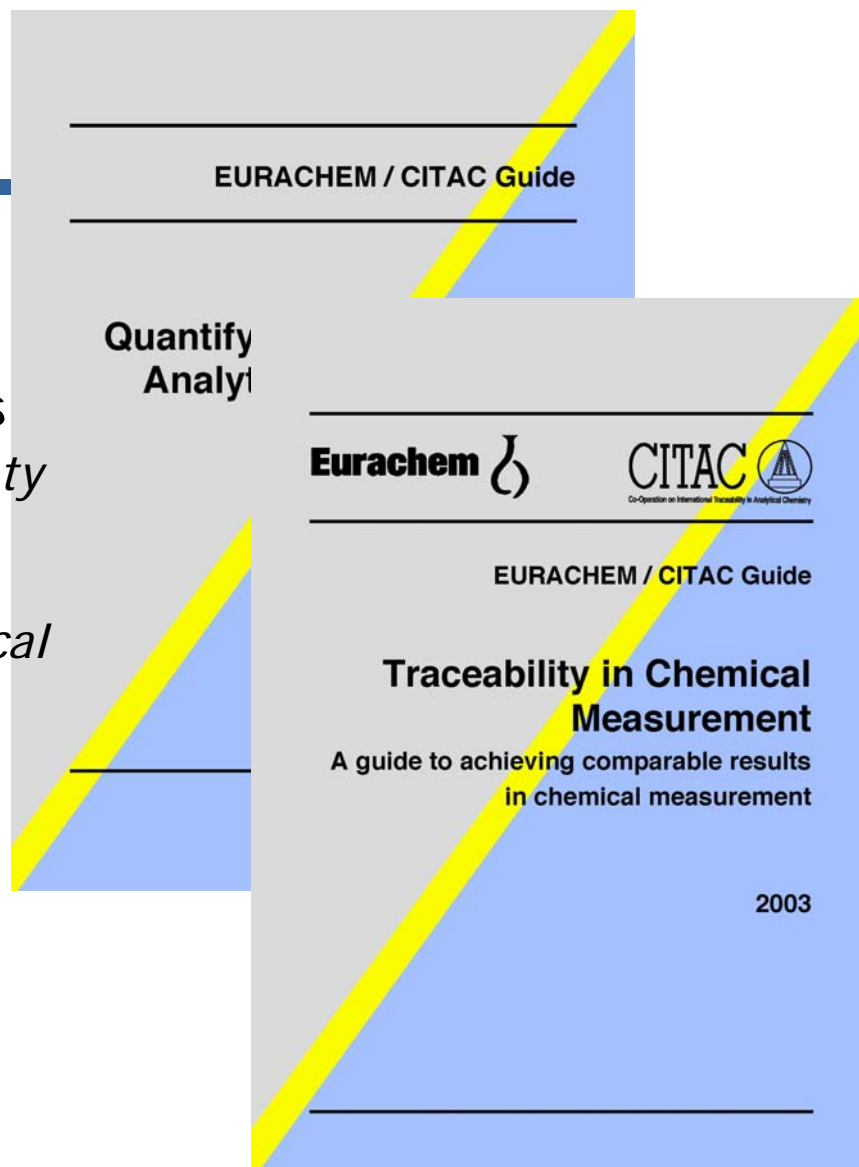 EURACHEM / CITAC Guide
Quantify
Analyt
s
ty
cal
Eurachem
CITAC
Co-Operation on International Traceability in Analytical Chemistry
EURACHEM / CITAC Guide
Traceability in Chemical
Measurement
A guide to achieving comparable results
in chemical measurement
2003